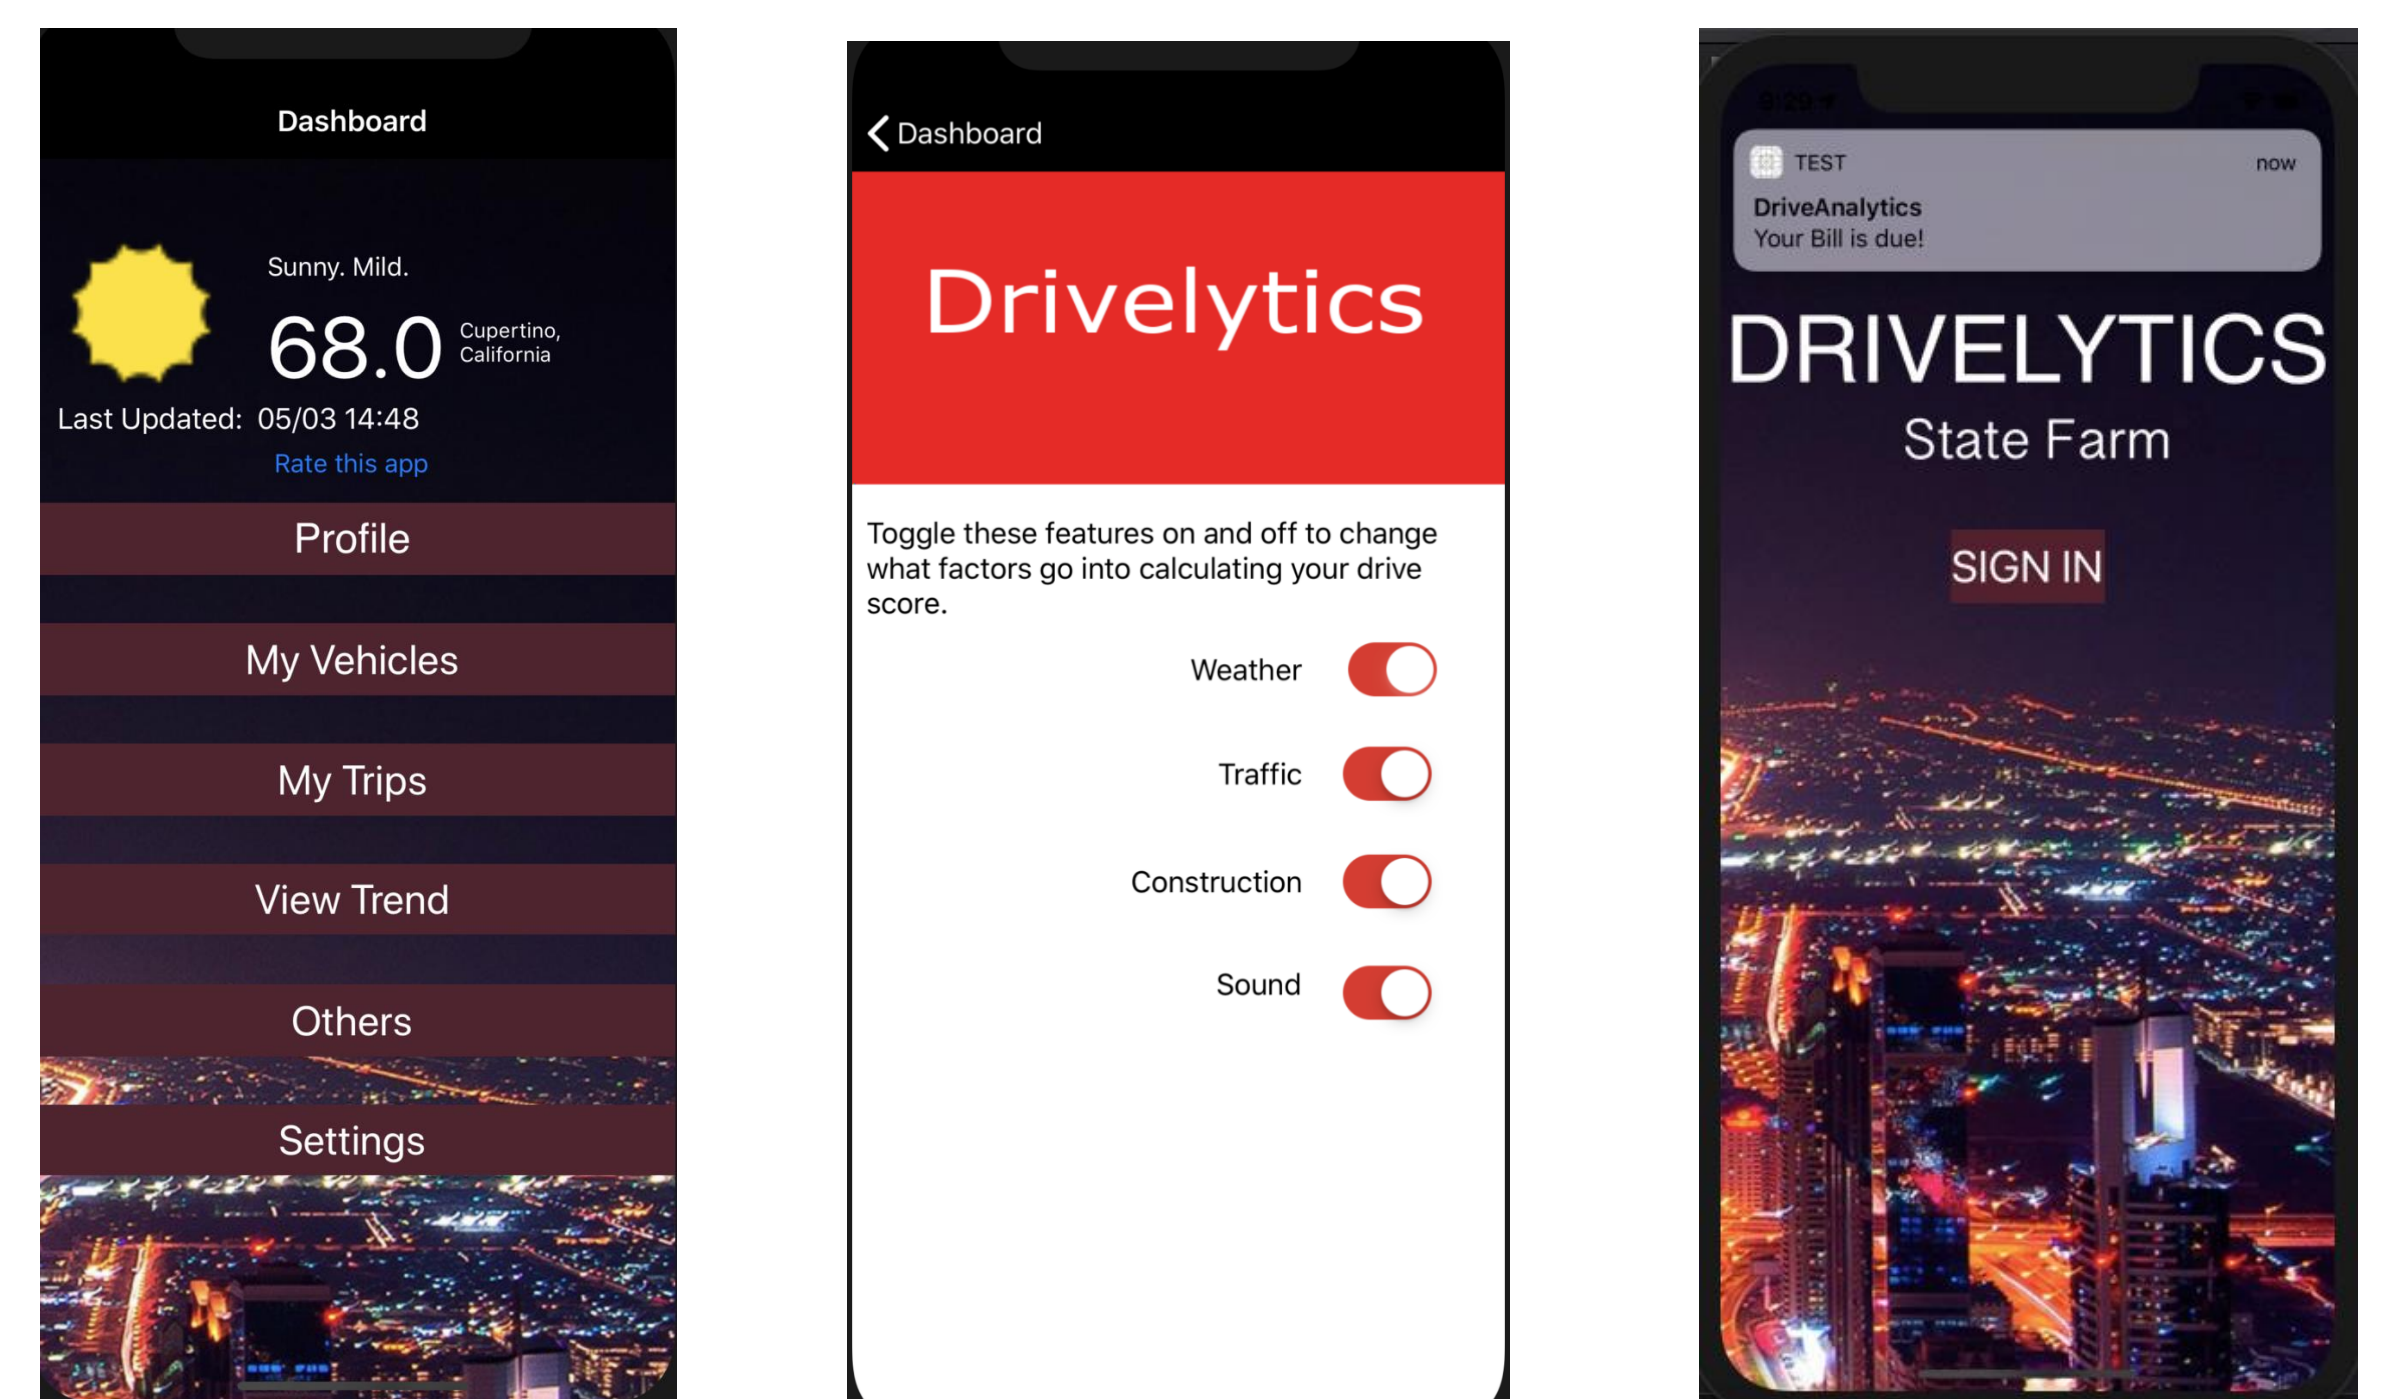 Dashboard
Sunny. Mild.
68.0
Cupertino,
California
Last Updated: 05/03 14:48
Rate this app
Profile
My Vehicles
My Trips
View Trend
Others
Settings
Dashboard
Drivelytics
Toggle these features on and off to change
what factors go into calculating your drive
score.
Weather
Traffic
Construction
Sound
9:29
TEST
now
DriveAnalytics
Your Bill is due!
DRIVELYTICS
State Farm
SIGN IN